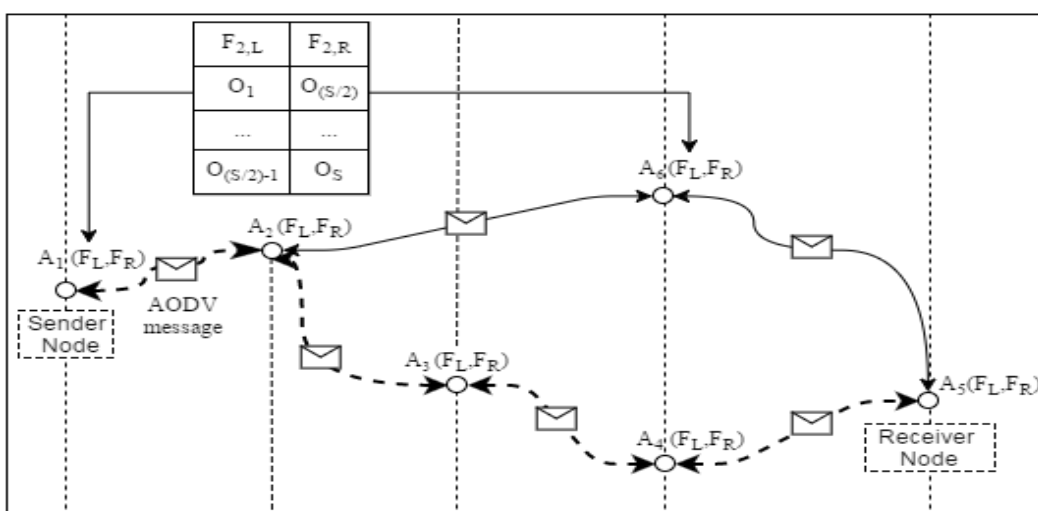 F2,L F2,R
O1 O(S/2)
... ...
O(S/2)-1 OS
A6(FL,FR)
A2(FL,FR)
A1(FL,FR)
AODV
message
Sender
Node
A3(FL,FR)
A5(FL,FR)
A4(FL,FR)
Receiver
Node